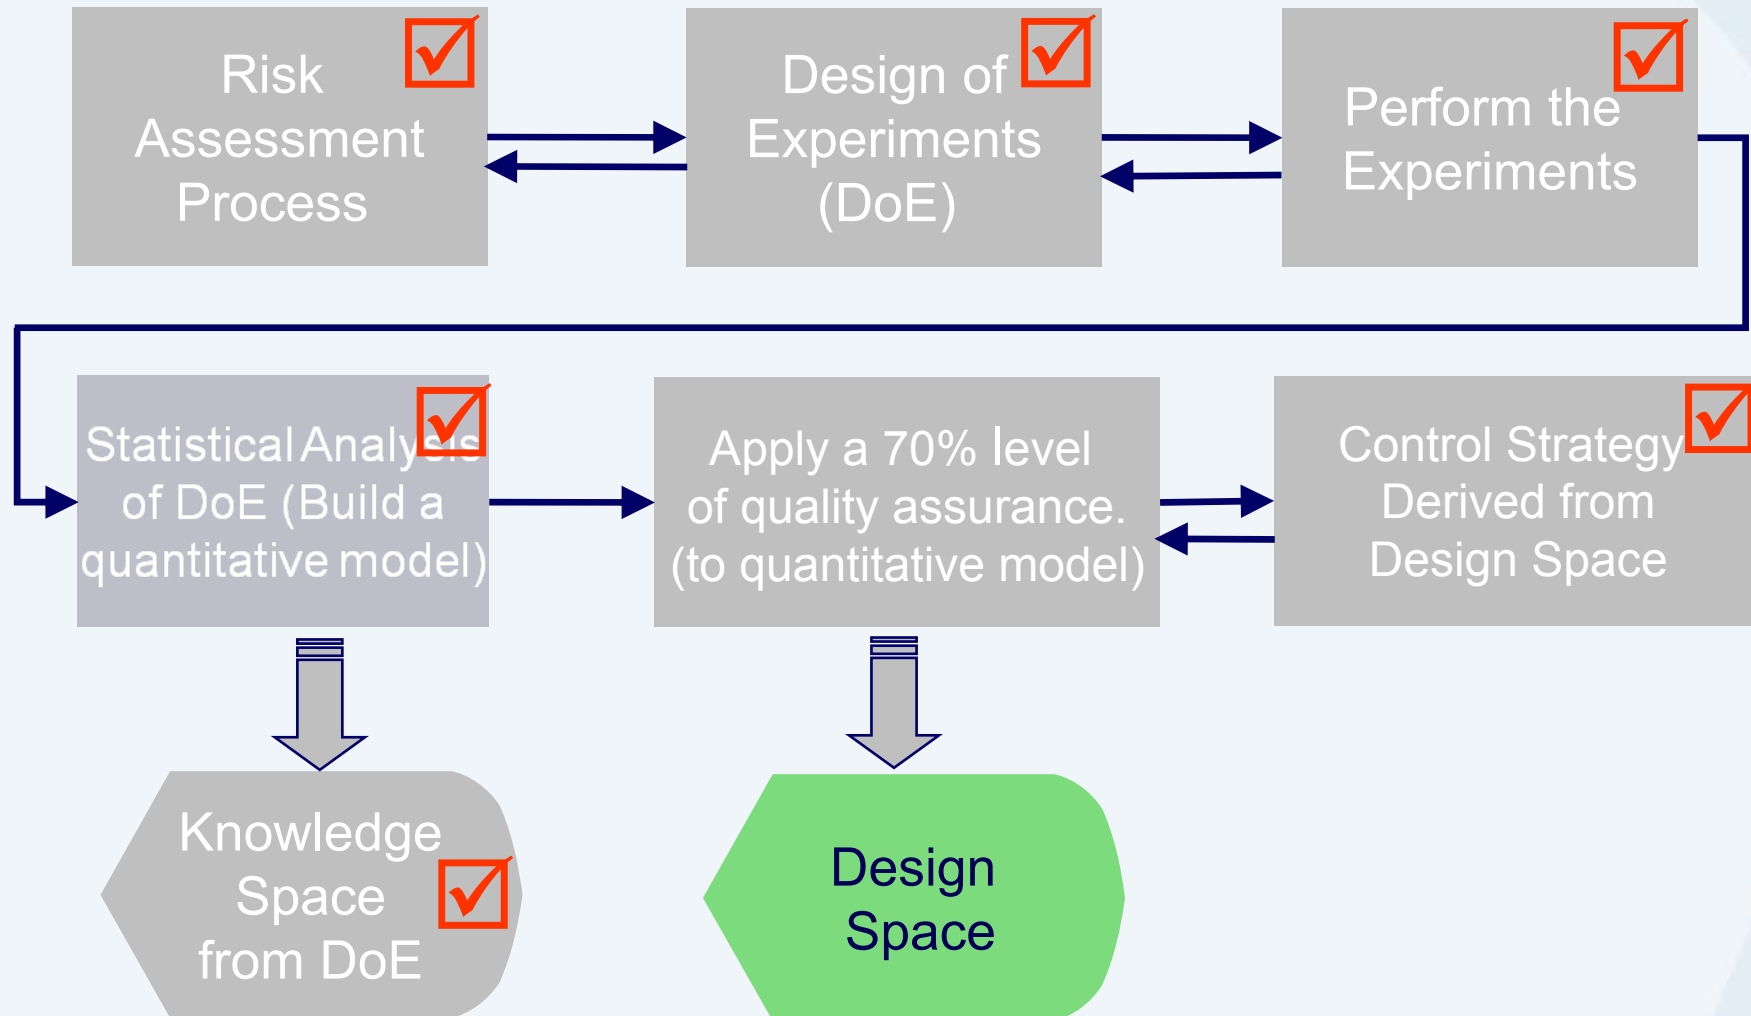 Risk
Assessment
Process
Design of
Experiments
(DoE)
Perform the
Experiments
Statistical Analysis
of DoE (Build a
quantitative model)
Apply a 70% level
of quality assurance.
(to quantitative model)
Control Strategy
Derived from
Design Space
Knowledge
Space
from DoE
Design
Space